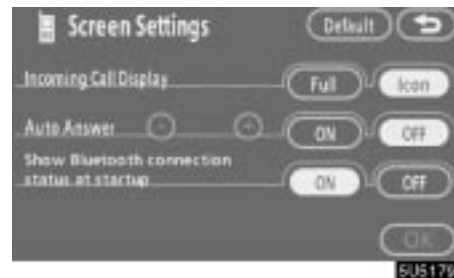 Screen Settings Default
Incoming Call Display Full Icon
Auto Answer - + ON OFF
Show Bluetooth connection
status at startup ON OFF
OK
5U5179